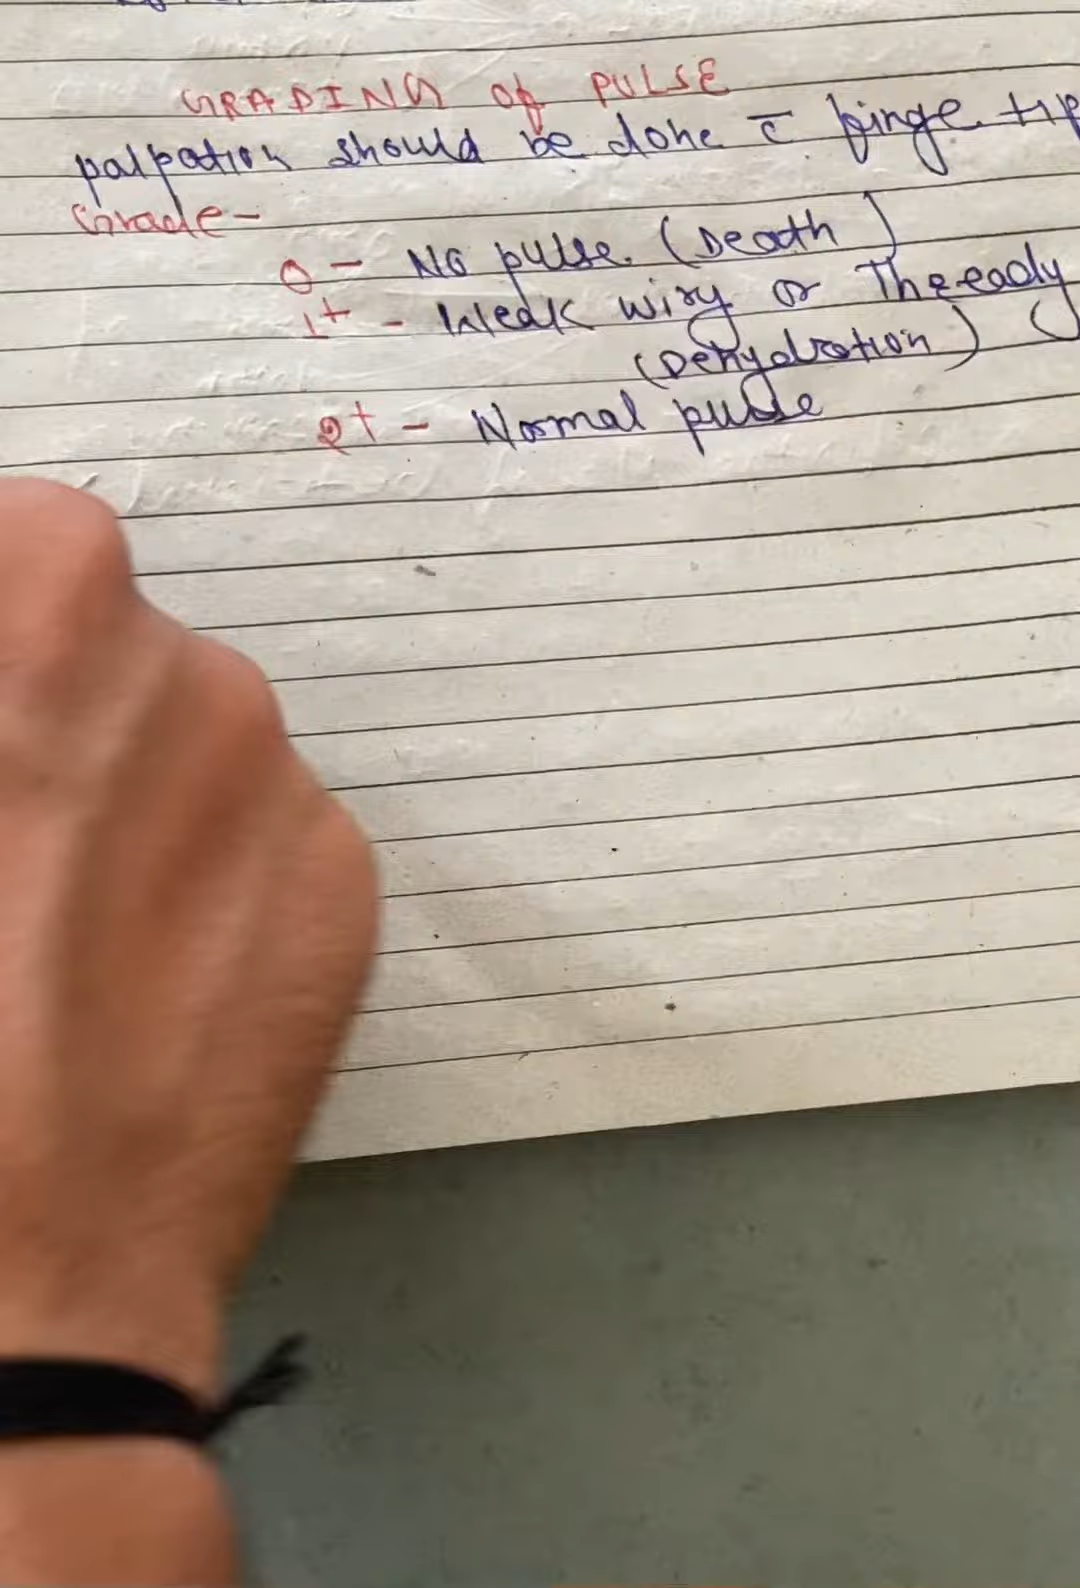 GRADING of PULSE
palpation should be done c̄ finge tip
Grade-
0 - NO pulse. (Death)
1+ - Weak wiry or Theeady (
(Dehydration)
2+ - Normal pulse